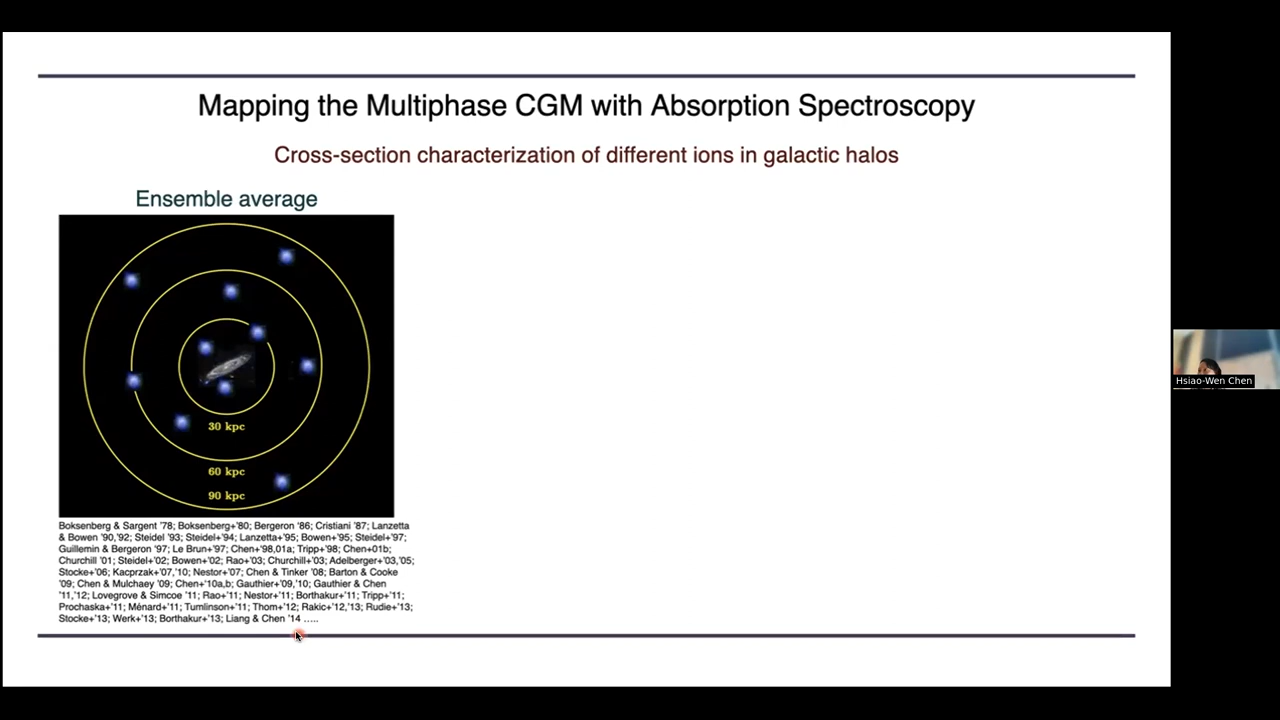 Mapping the Multiphase CGM with Absorption Spectroscopy
Cross-section characterization of different ions in galactic halos
Ensemble average
30 kpc
60 kpc
90 kpc
Boksenberg & Sargent '78; Boksenberg+'80; Bergeron '86; Cristiani '87; Lanzetta
& Bowen '90,'92; Steidel '93; Steidel+'94; Lanzetta+'95; Bowen+'95; Steidel+'97;
Guillemin & Bergeron '97; Le Brun+'97; Chen+'98,01a; Tripp+'98; Chen+01b;
Churchill '01; Steidel+'02; Bowen+'02; Rao+'03; Churchill+'03; Adelberger+'03,'05;
Stocke+'06; Kacprzak+'07,'10; Nestor+'07; Chen & Tinker '08; Barton & Cooke
'09; Chen & Mulchaey '09; Chen+'10a,b; Gauthier+'09,'10; Gauthier & Chen
'11,'12; Lovegrove & Simcoe '11; Rao+'11; Nestor+'11; Borthakur+'11; Tripp+'11;
Prochaska+'11; Ménard+'11; Tumlinson+'11; Thom+'12; Rakic+'12,'13; Rudie+'13;
Stocke+'13; Werk+'13; Borthakur+'13; Liang & Chen '14 .....
Hsiao-Wen Chen